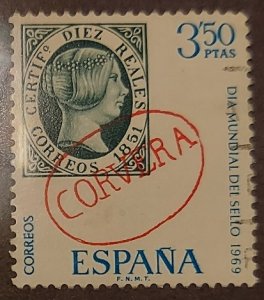 3'50
PTAS
CERTIFº DIEZ REALES
CORREOS 1851
CORVERA
DIA MUNDIAL DEL SELLO 1969
CORREOS
ESPAÑA
F.N.M.T.